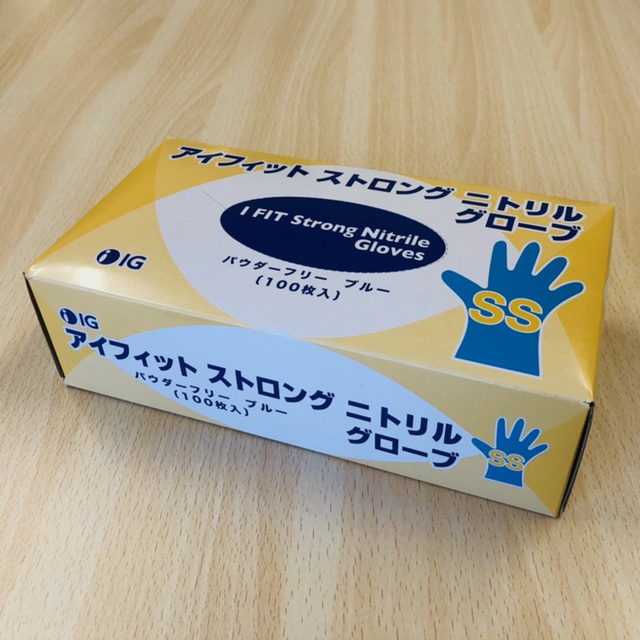 アイフィット ストロング ニトリル
グローブ
I FIT Strong Nitrile
Gloves
パウダーフリー ブルー
(100枚入)
IG
SS
IG
アイフィット ストロング ニトリル
グローブ
パウダーフリー ブルー
(100枚入)
SS